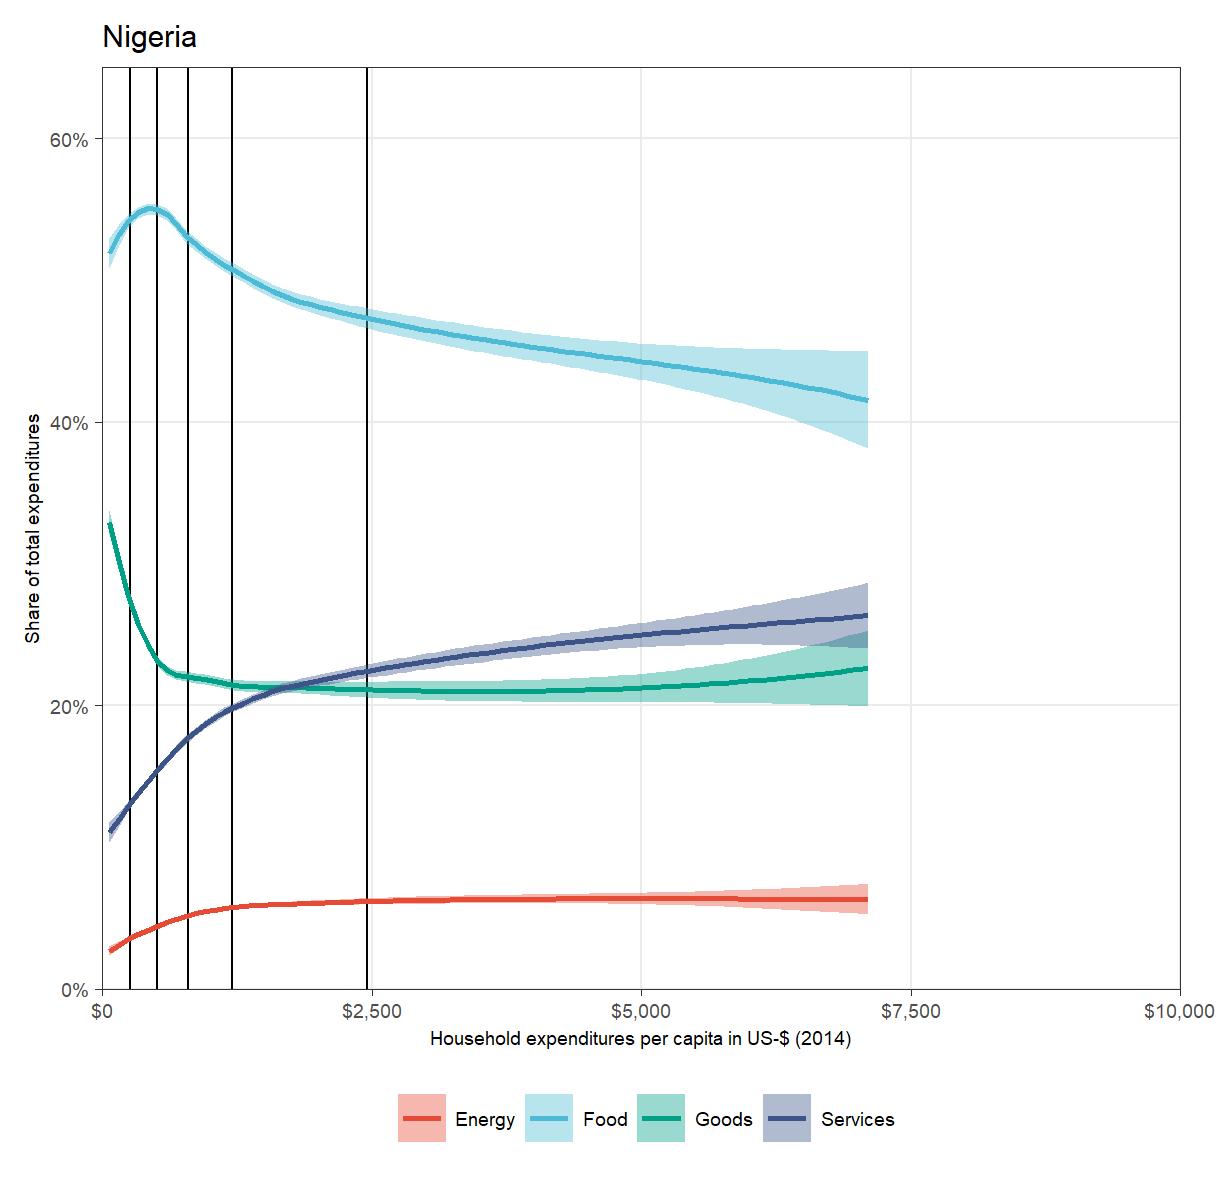 Nigeria
60%
40%
20%
0%
Share of total expenditures
$0 $2,500 $5,000 $7,500 $10,000
Household expenditures per capita in US-$ (2014)
Energy Food Goods Services